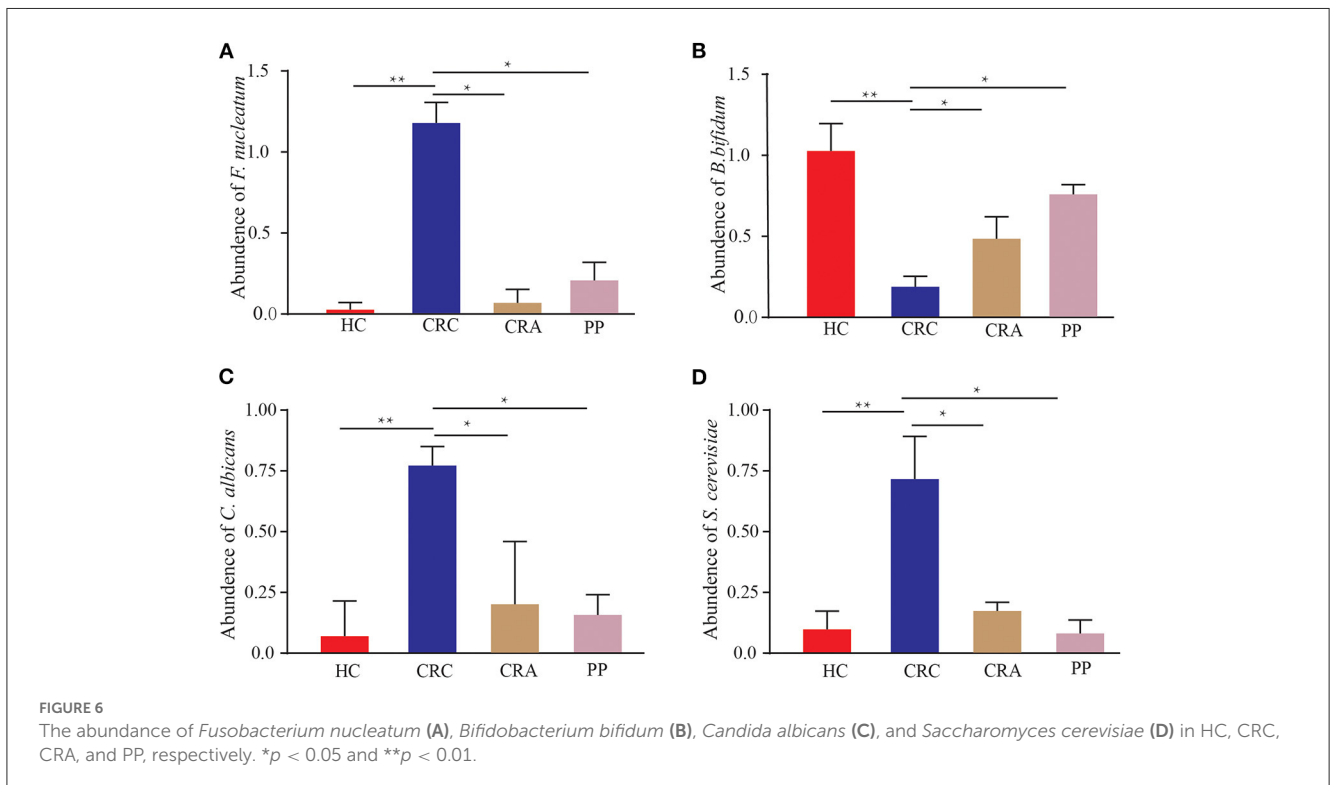 A
Abundence of F. nucleatum
1.5
1.0
0.5
0.0
**
*
*
HC CRC CRA PP
B
Abundence of B.bifidum
1.5
1.0
0.5
0.0
**
*
*
HC CRC CRA PP
C
Abundence of C. albicans
1.00
0.75
0.50
0.25
0.0
**
*
*
HC CRC CRA PP
D
Abundence of S. cerevisiae
1.00
0.75
0.50
0.25
0.0
**
*
*
HC CRC CRA PP
FIGURE 6
The abundance of Fusobacterium nucleatum (A), Bifidobacterium bifidum (B), Candida albicans (C), and Saccharomyces cerevisiae (D) in HC, CRC,
CRA, and PP, respectively. *p < 0.05 and **p < 0.01.